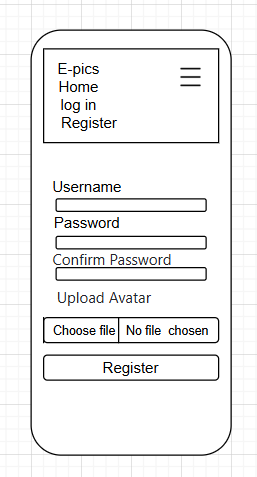 E-pics
Home
log in
Register
Username
Password
Confirm Password
Upload Avatar
Choose file No file chosen
Register